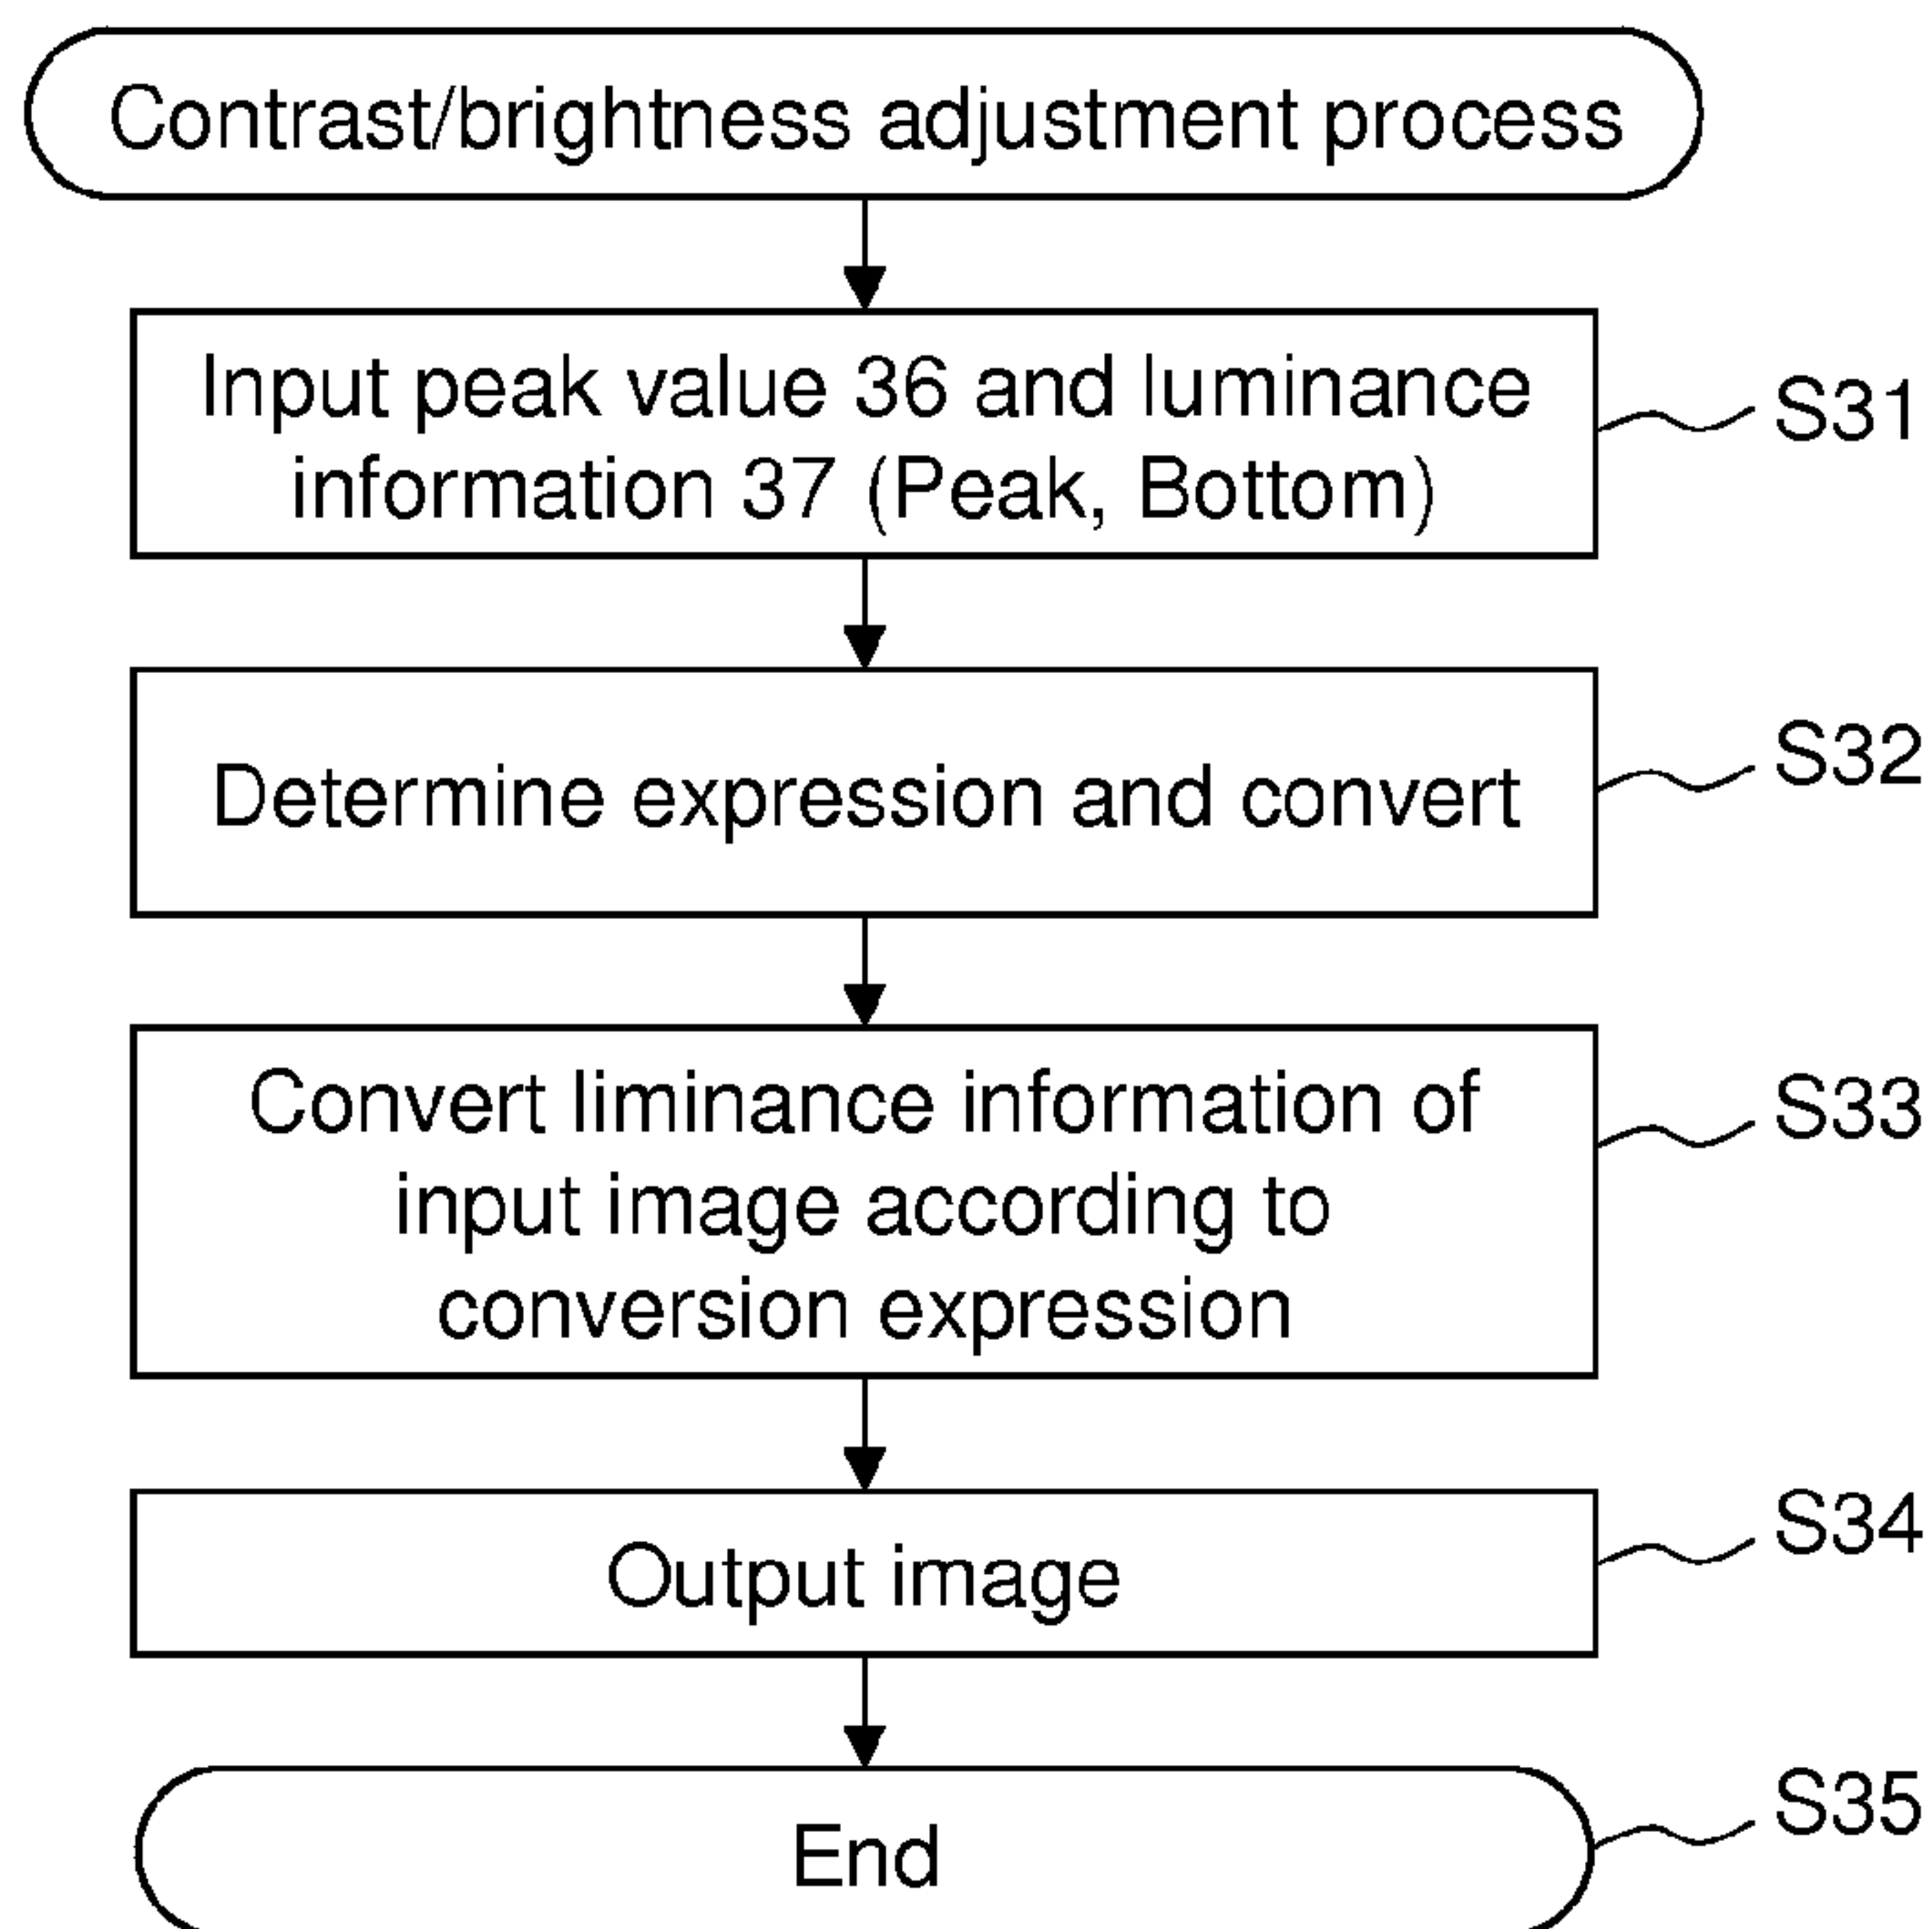 Contrast/brightness adjustment process
Input peak value 36 and luminance
information 37 (Peak, Bottom)
S31
Determine expression and convert
S32
Convert liminance information of
input image according to
conversion expression
S33
Output image
S34
End
S35